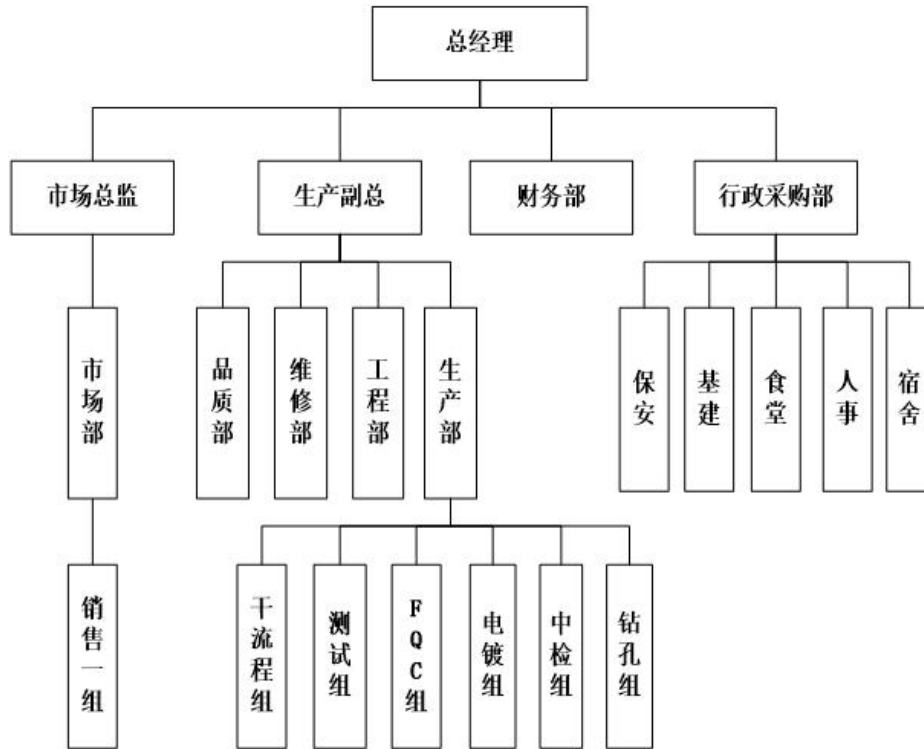 总经理
市场总监
生产副总
财务部
行政采购部
市场部
品质部
维修部
工程部
生产部
保安
基建
食堂
人事
宿舍
销售一组
干流程组
测试组
FQC组
电镀组
中检组
钻孔组